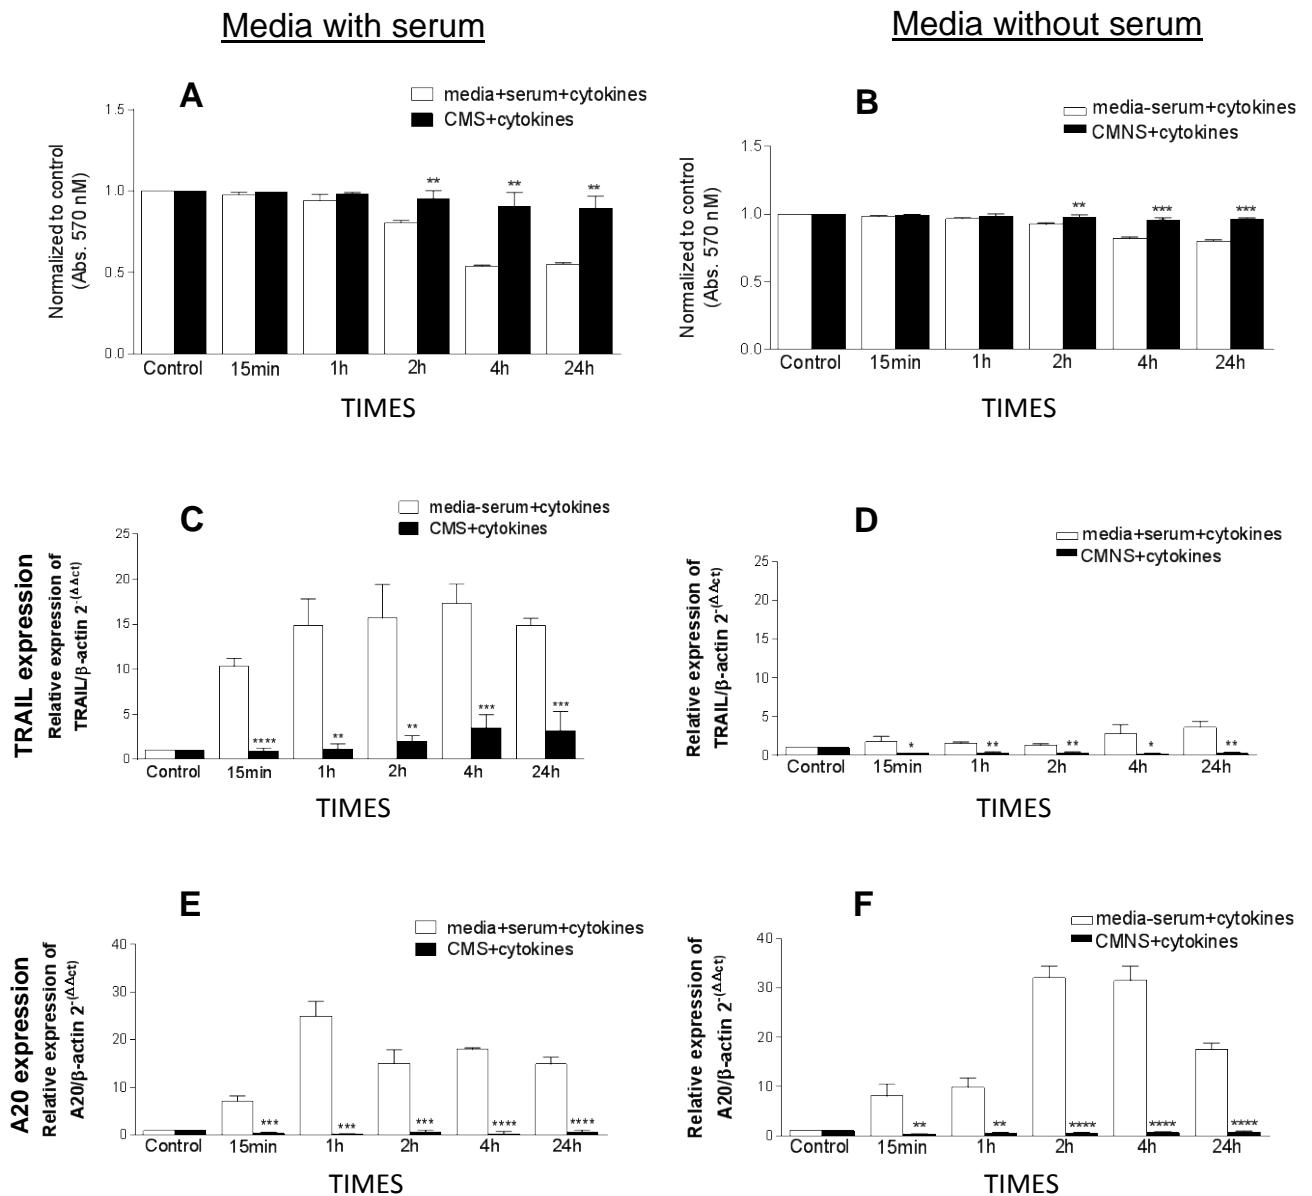 Media with serum
Media without serum
A
media+serum+cytokines
CMS+cytokines
Normalized to control
(Abs. 570 nM)
1.5
1.0
0.5
0.0
** ** **
Control 15min 1h 2h 4h 24h
TIMES
B
media-serum+cytokines
CMNS+cytokines
Normalized to control
(Abs. 570 nM)
1.5
1.0
0.5
0.0
** *** ***
Control 15min 1h 2h 4h 24h
TIMES
C
media-serum+cytokines
CMS+cytokines
TRAIL expression
Relative expression of
TRAIL/β-actin 2-(ΔΔct)
25
20
15
10
5
0
**** ** ** *** ***
Control 15min 1h 2h 4h 24h
TIMES
D
media+serum+cytokines
CMNS+cytokines
Relative expression of
TRAIL/β-actin 2-(ΔΔct)
25
20
15
10
5
0
* ** ** * **
Control 15min 1h 2h 4h 24h
TIMES
E
media+serum+cytokines
CMS+cytokines
A20 expression
Relative expression of
A20/β-actin 2-(ΔΔct)
40
30
20
10
0
*** *** *** **** ****
Control 15min 1h 2h 4h 24h
TIMES
F
media-serum+cytokines
CMNS+cytokines
Relative expression of
A20/β-actin 2-(ΔΔct)
40
30
20
10
0
** ** **** **** ****
Control 15min 1h 2h 4h 24h
TIMES